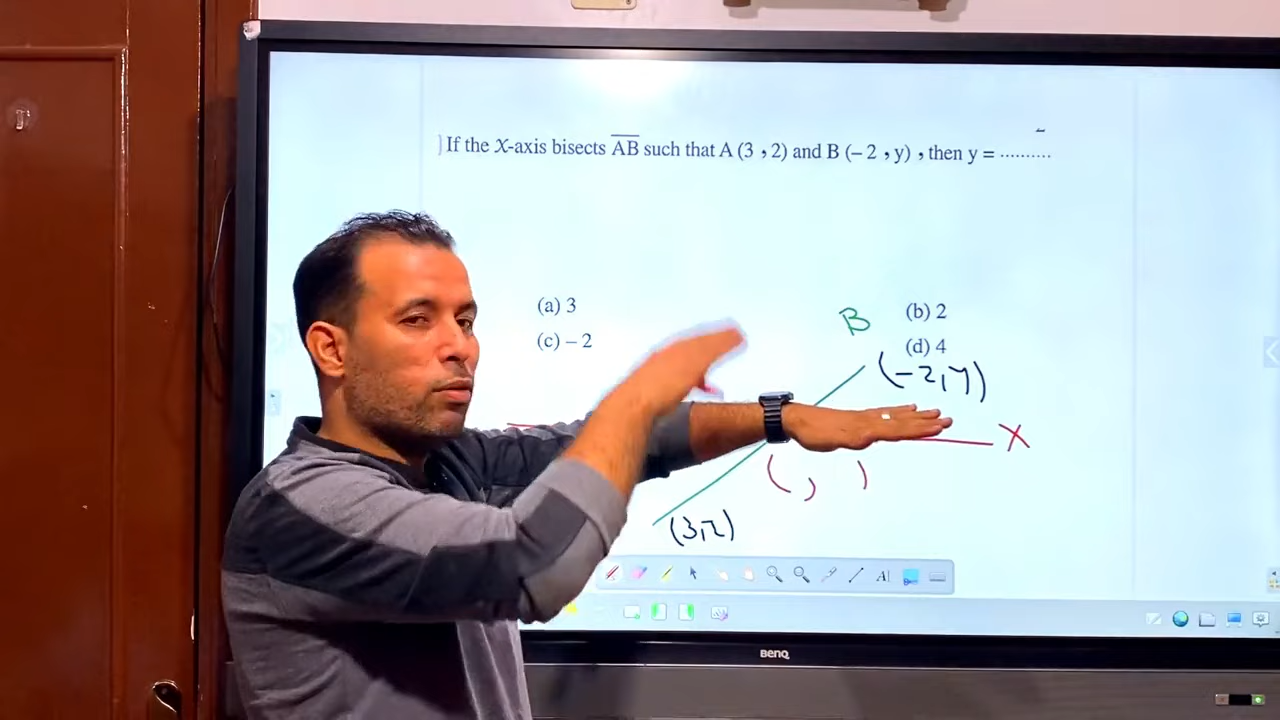 If the X-axis bisects AB such that A (3 , 2) and B (– 2 , y) , then y = ..........
(a) 3
(b) 2
(c) – 2
(d) 4
B
(-2,y)
X
( , )
(3,2)
A
BenQ